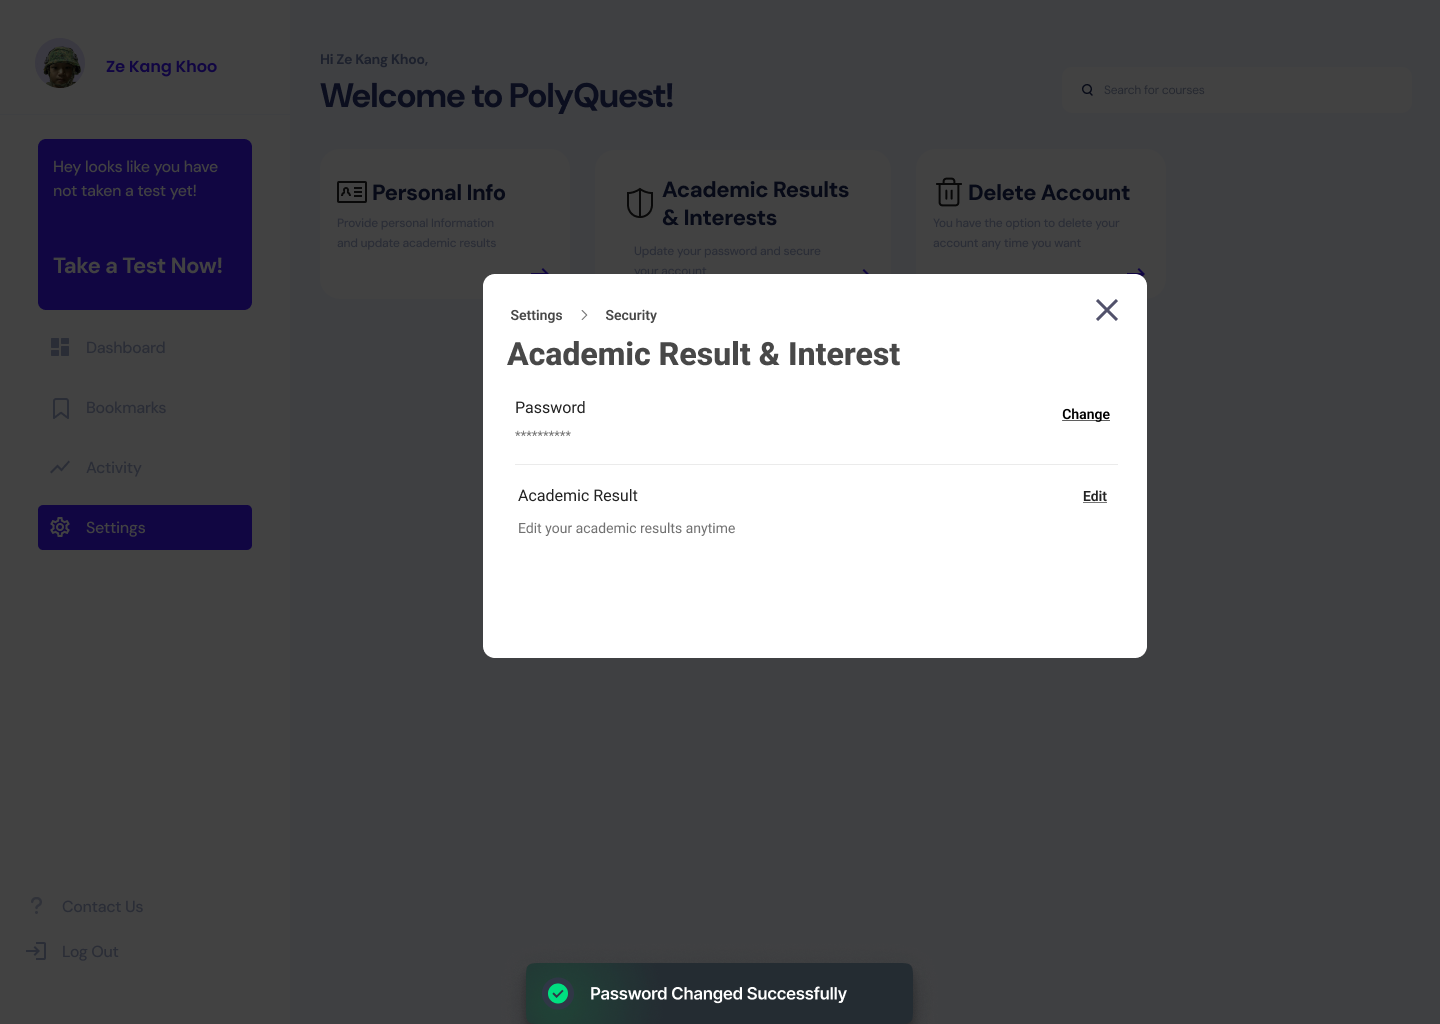 Ze Kang Khoo
Hey looks like you have
not taken a test yet!
Take a Test Now!
Dashboard
Bookmarks
Activity
Settings
Contact Us
Log Out
Hi Ze Kang Khoo,
Welcome to PolyQuest!
Search for courses
Personal Info
Provide personal Information
and update academic results
Academic Results
& Interests
Update your password and secure
your account
Delete Account
You have the option to delete your
account any time you want
Settings > Security
Academic Result & Interest
Password
**********
Change
Academic Result
Edit
Edit your academic results anytime
Password Changed Successfully